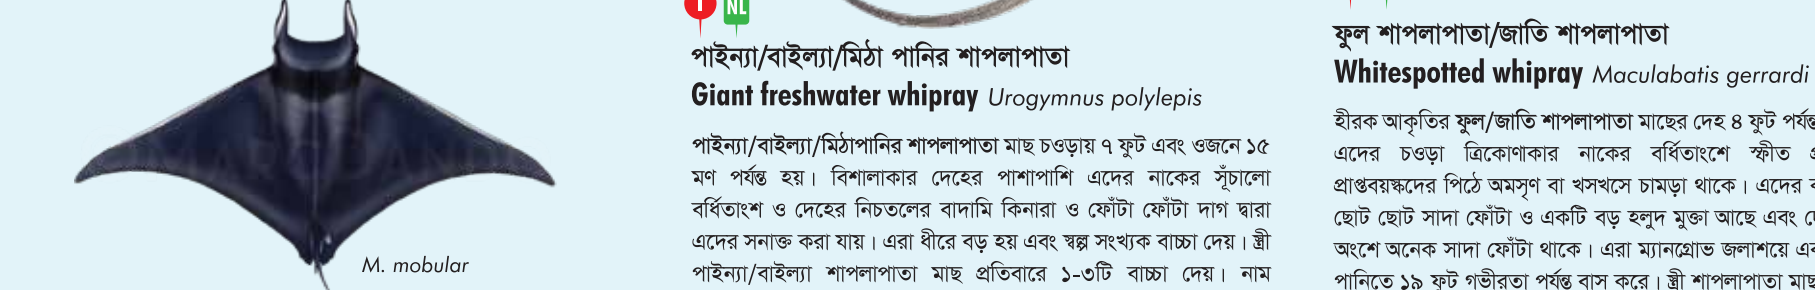 M. mobular
NL
পাইন্যা/বাইল্যা/মিঠা পানির শাপলাপাতা
Giant freshwater whipray Urogymnus polylepis
পাইন্যা/বাইল্যা/মিঠাপানির শাপলাপাতা মাছ চওড়ায় ৭ ফুট এবং ওজনে ১৫
মণ পর্যন্ত হয়। বিশালাকার দেহের পাশাপাশি এদের নাকের সূঁচালো
বর্ধিতাংশ ও দেহের নিচতলের বাদামি কিনারা ও ফোঁটা ফোঁটা দাগ দ্বারা
এদের সনাক্ত করা যায়। এরা ধীরে বড় হয় এবং স্বল্প সংখ্যক বাচ্চা দেয়। স্ত্রী
পাইন্যা/বাইল্যা শাপলাপাতা মাছ প্রতিবারে ১-৩টি বাচ্চা দেয়। নাম
ফুল শাপলাপাতা/জাতি শাপলাপাতা
Whitespotted whipray Maculabatis gerrardi
হীরক আকৃতির ফুল/জাতি শাপলাপাতা মাছের দেহ ৪ ফুট পর্যন্ত
এদের চওড়া ত্রিকোণাকার নাকের বর্ধিতাংশে স্ফীত
প্রাপ্তবয়স্কদের পিঠে অমসৃণ বা খসখসে চামড়া থাকে। এদের
ছোট ছোট সাদা ফোঁটা ও একটি বড় হলুদ মুক্তা আছে এবং
অংশে অনেক সাদা ফোঁটা থাকে। এরা ম্যানগ্রোভ জলাশয়ে
পানিতে ১৯ ফুট গভীরতা পর্যন্ত বাস করে। স্ত্রী শাপলাপাতা মাছ